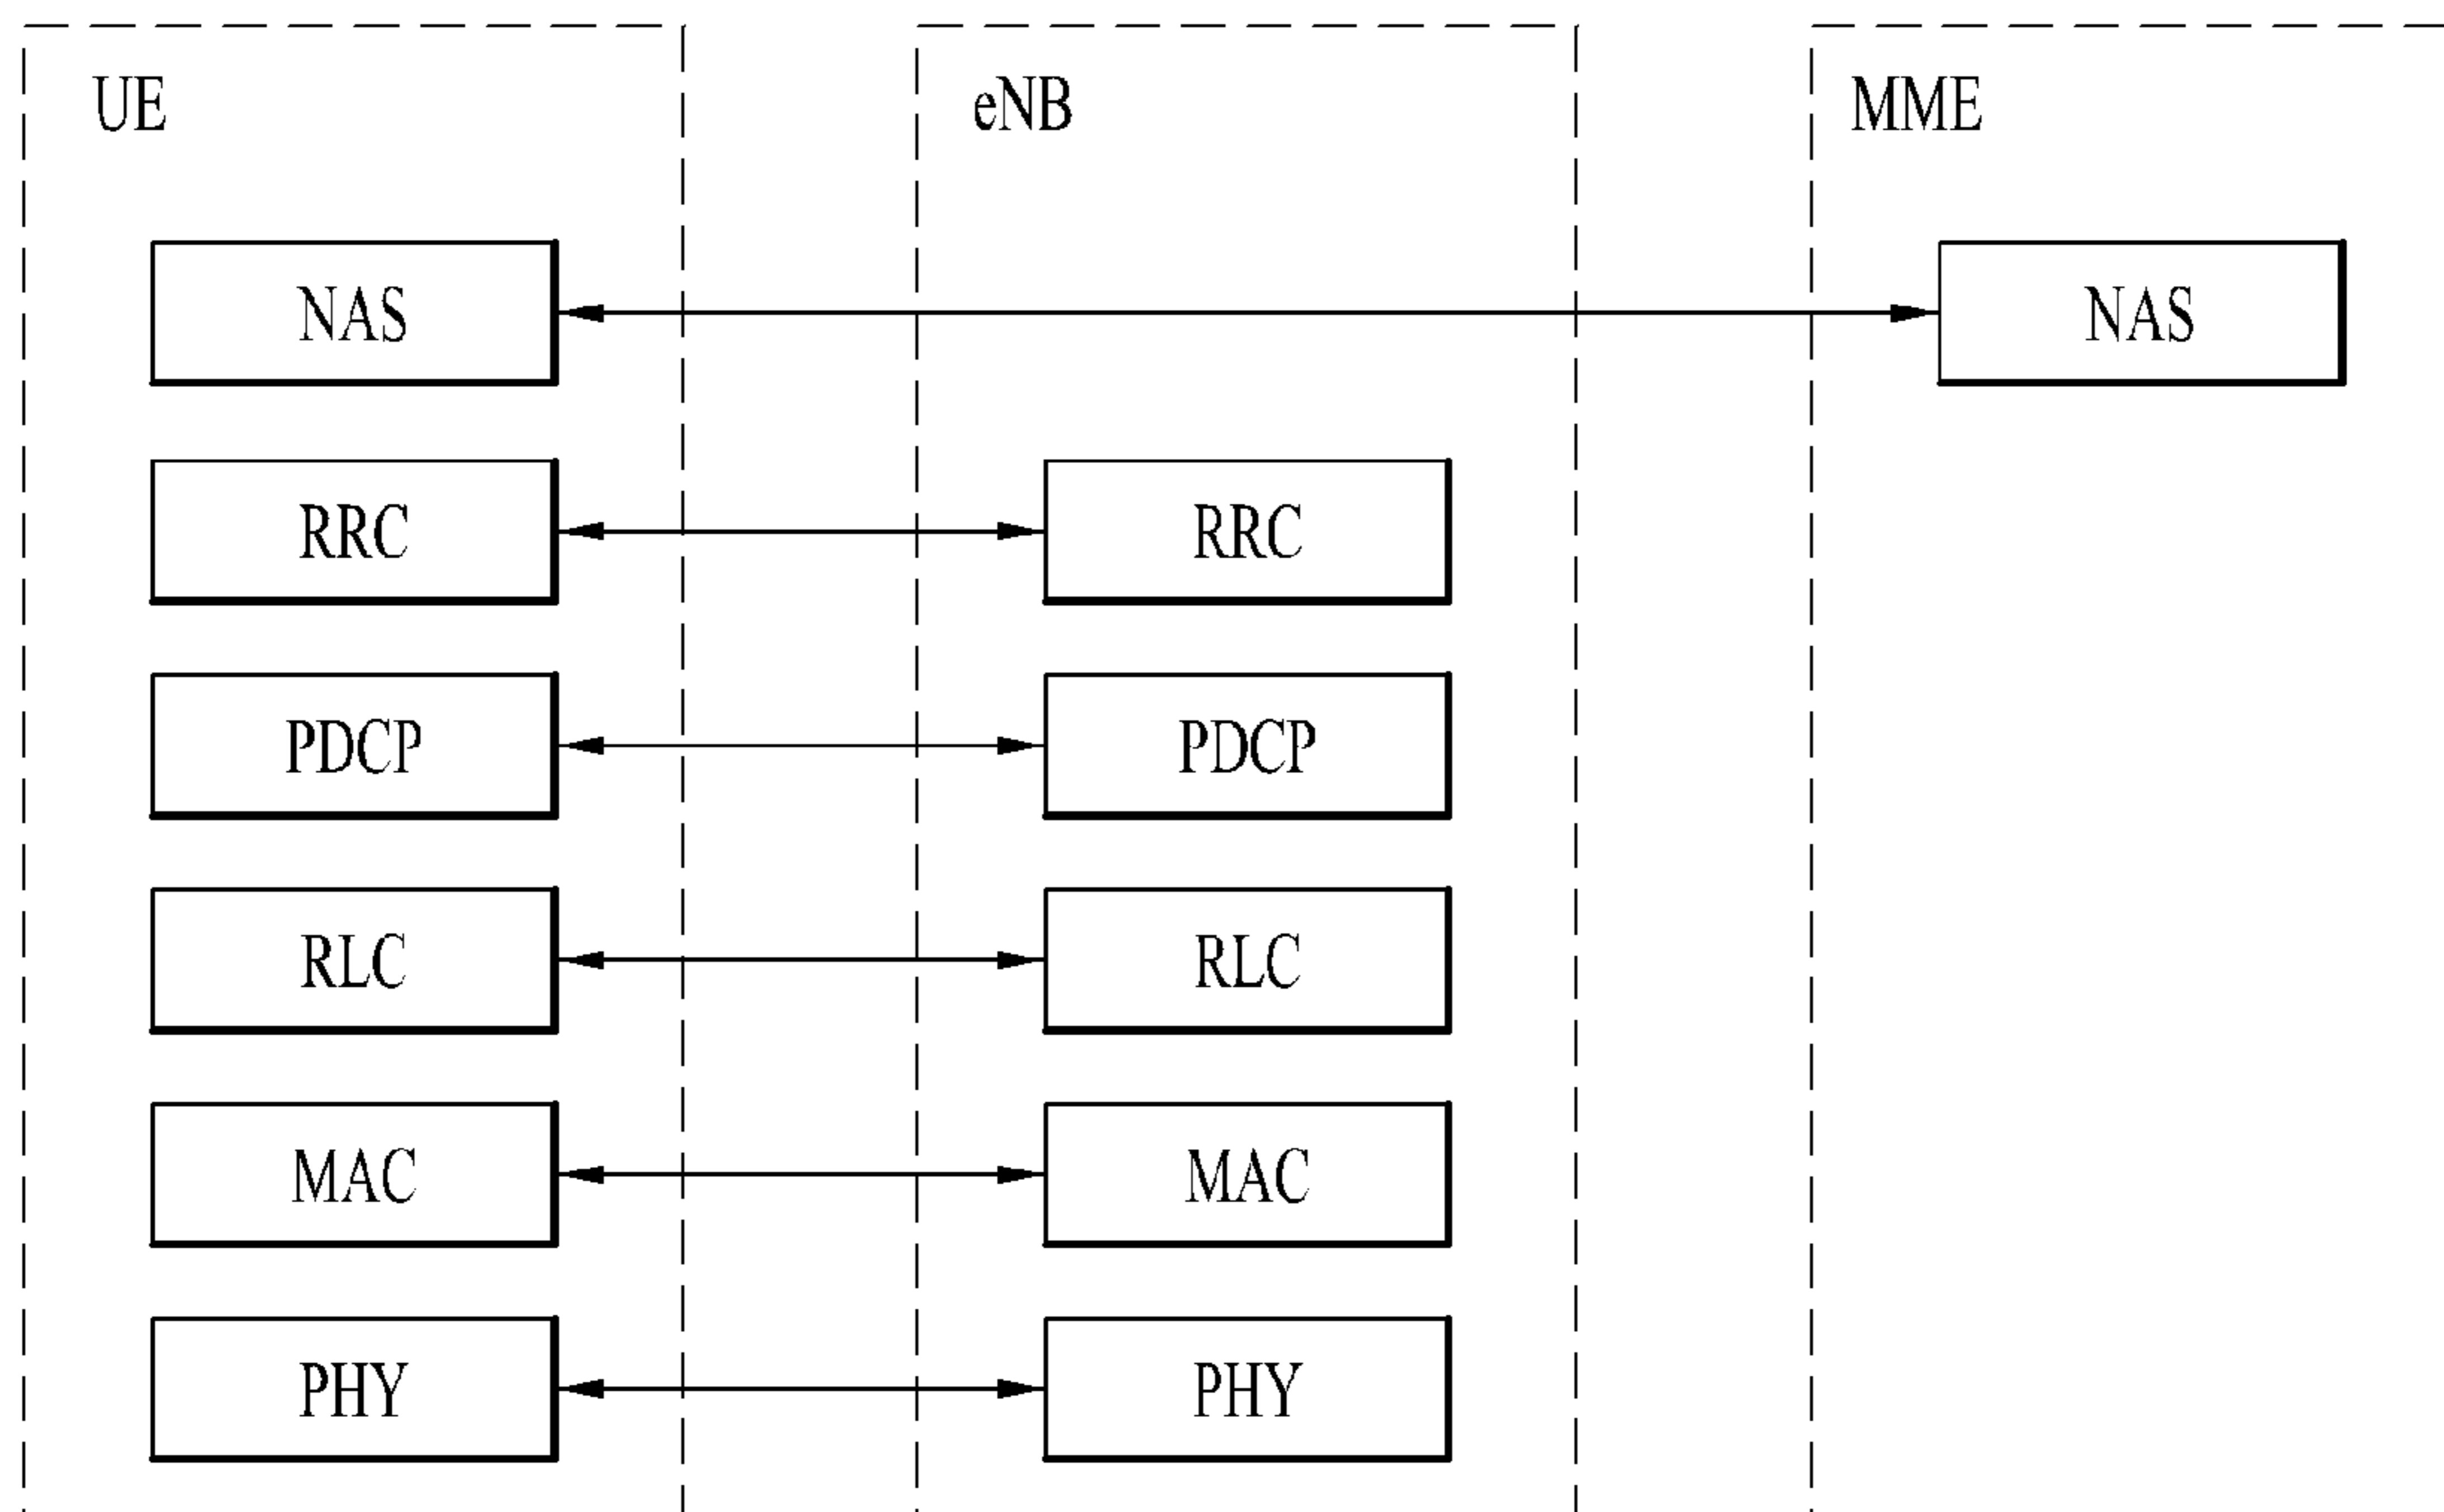 UE eNB MME
NAS NAS
RRC RRC
PDCP PDCP
RLC RLC
MAC MAC
PHY PHY